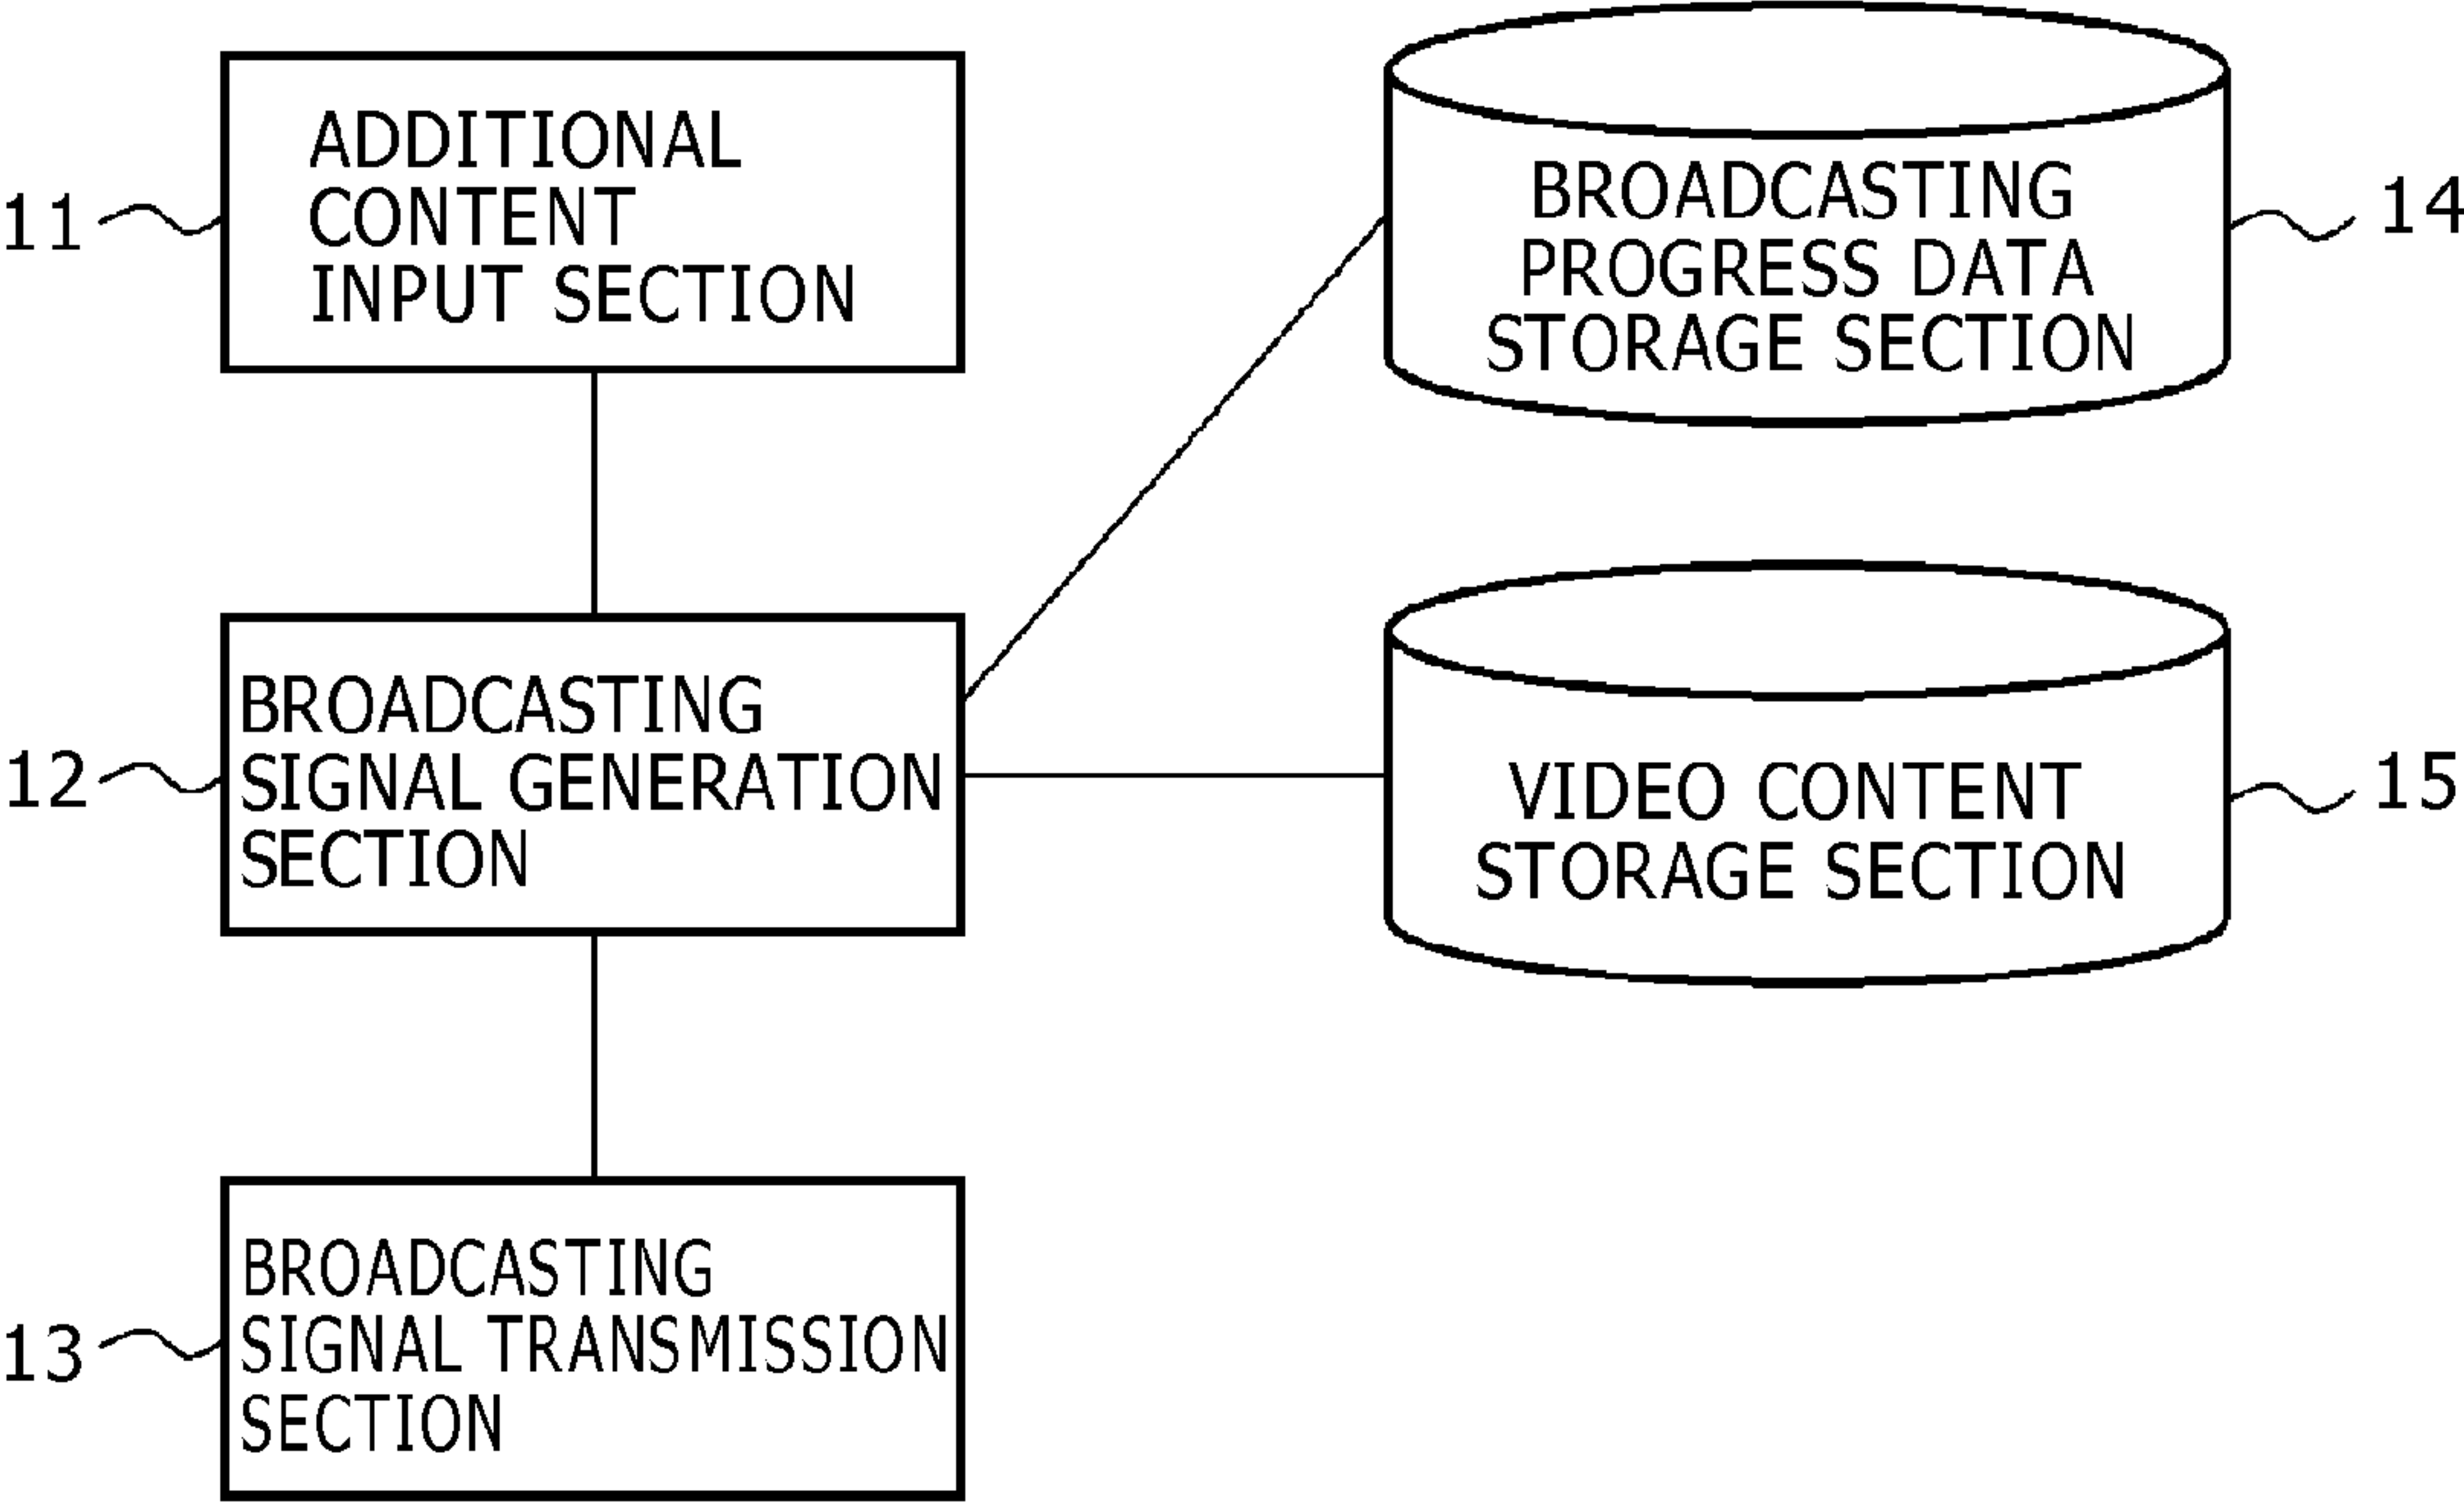 11
ADDITIONAL
CONTENT
INPUT SECTION
BROADCASTING
PROGRESS DATA
STORAGE SECTION
14
12
BROADCASTING
SIGNAL GENERATION
SECTION
VIDEO CONTENT
STORAGE SECTION
15
13
BROADCASTING
SIGNAL TRANSMISSION
SECTION